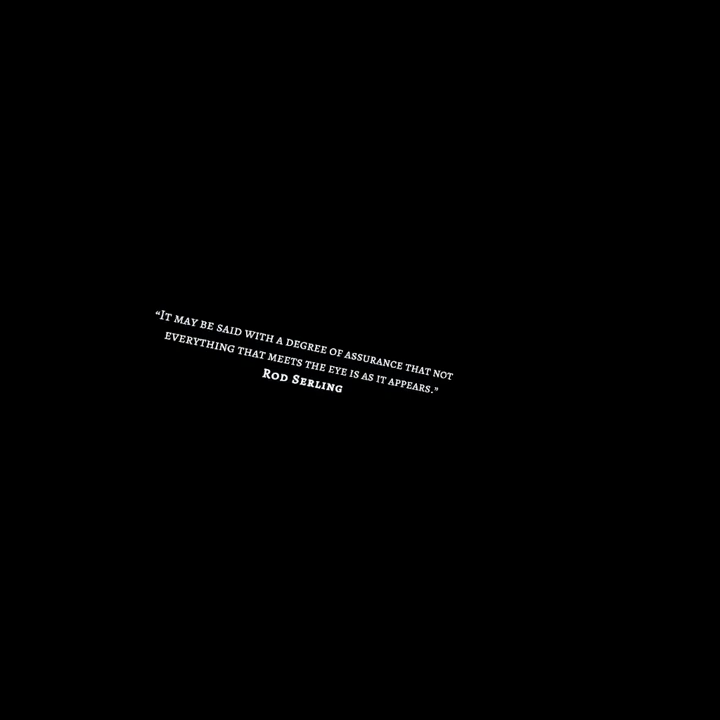 “It may be said with a degree of assurance that not
everything that meets the eye is as it appears.”
Rod Serling